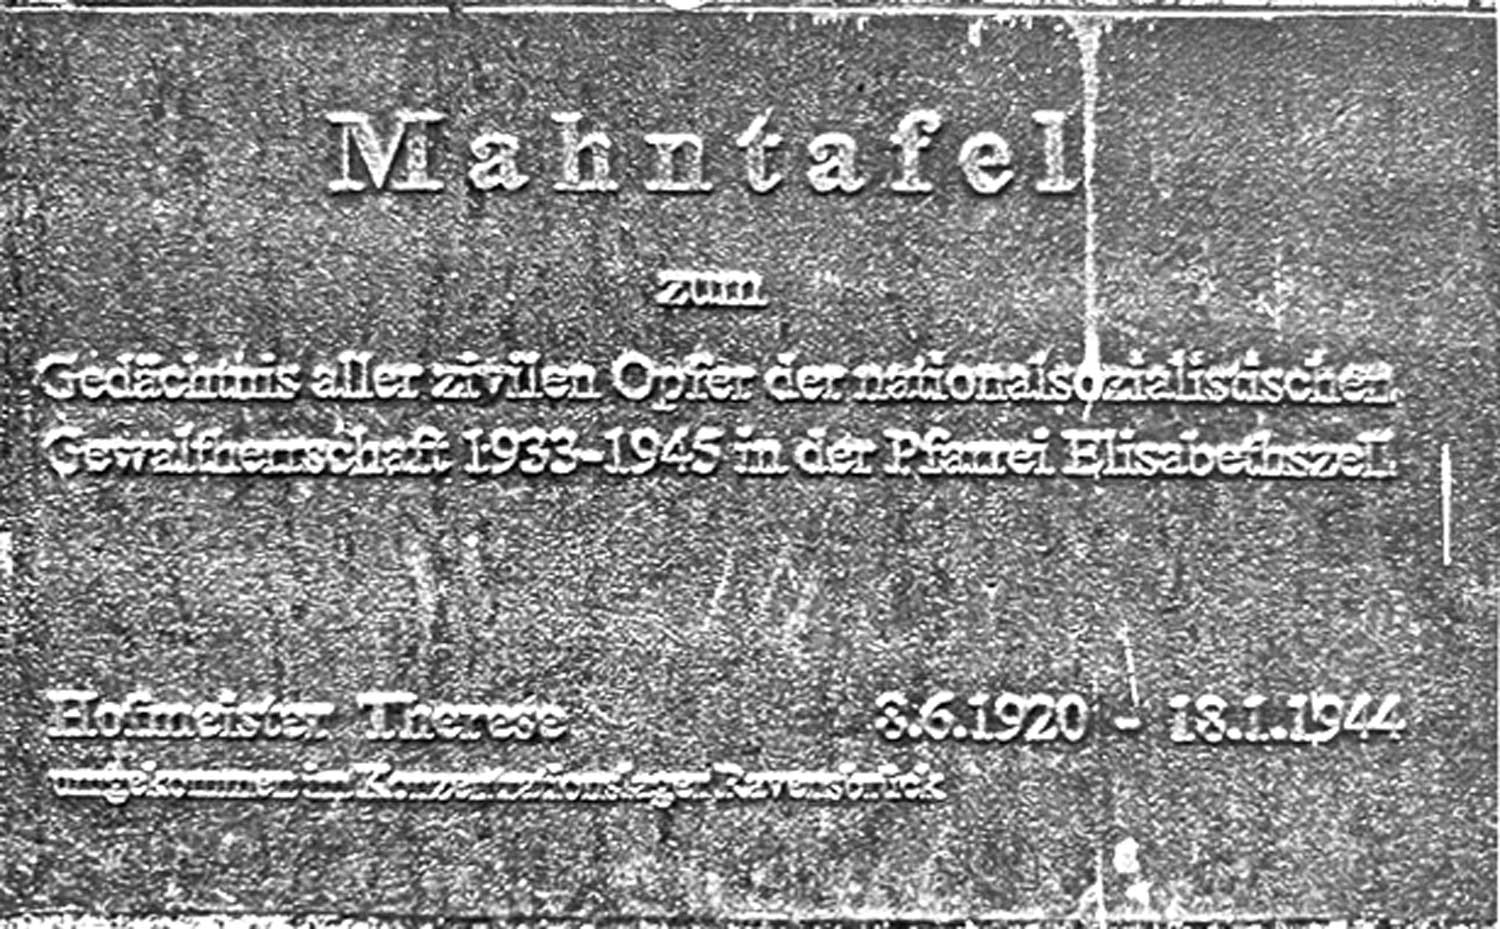 Mahntafel
zum
Gedächtnis aller zivilen Opfer der nationalsozialistischen
Gewaltherrschaft 1933-1945 in der Pfarrei Elisabethszell.
Hofmeister Therese 3.6.1920 - 18.1.1944
umgekommen im Konzentrationslager Ravensbrück